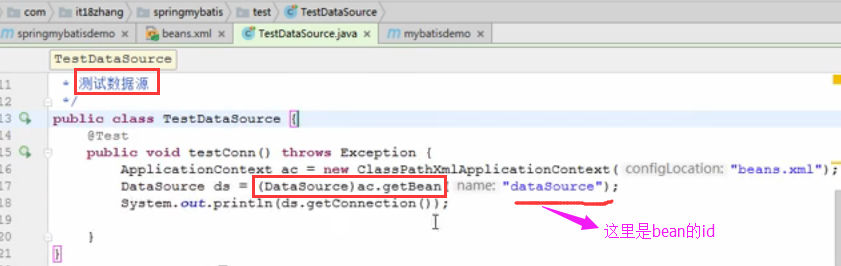 com it18zhang springmybatis test TestDataSource
springmybatisdemo × beans.xml × TestDataSource.java × mybatisdemo ×
TestDataSource
11 * 测试数据源
12 */
13 public class TestDataSource {
14 @Test
15 public void testConn() throws Exception {
16 ApplicationContext ac = new ClassPathXmlApplicationContext( configLocation: "beans.xml");
17 DataSource ds = (DataSource)ac.getBean( name: "dataSource");
18 System.out.println(ds.getConnection());
19
这里是bean的id
20 }
21 }